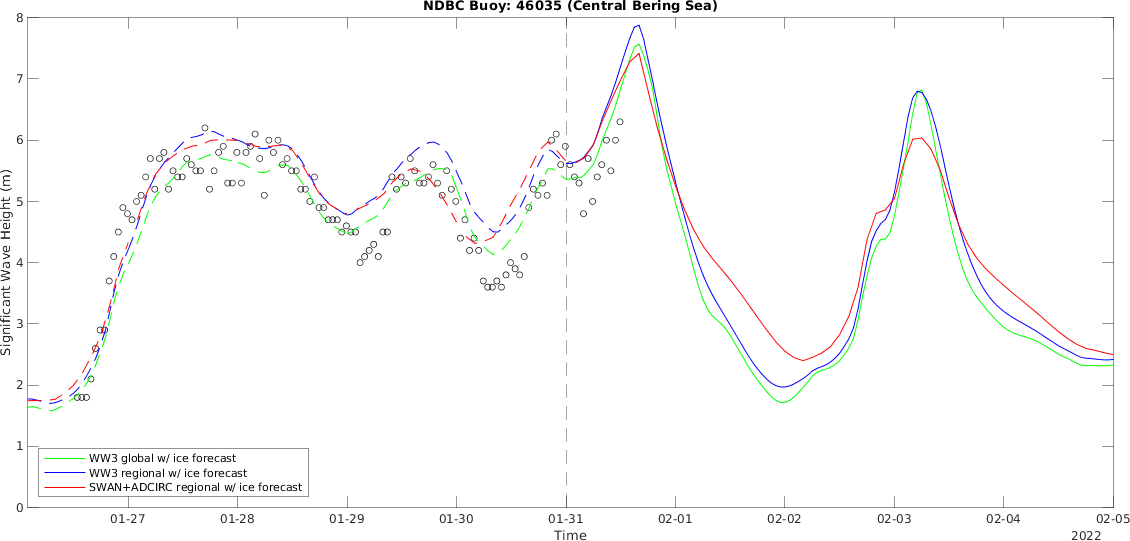 NDBC Buoy: 46035 (Central Bering Sea)
8
7
6
5
4
3
2
1
0
Significant Wave Height (m)
WW3 global w/ ice forecast
WW3 regional w/ ice forecast
SWAN+ADCIRC regional w/ ice forecast
01-27 01-28 01-29 01-30 01-31 02-01 02-02 02-03 02-04 02-05
Time
2022